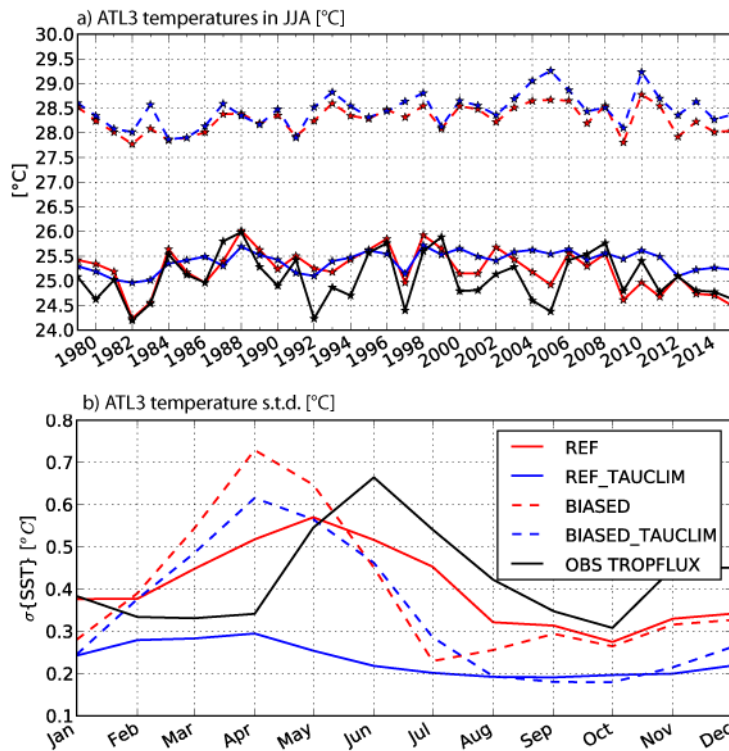 a) ATL3 temperatures in JJA [°C]
30.0
29.5
29.0
28.5
28.0
27.5
27.0
26.5
26.0
25.5
25.0
24.5
24.0
[°C]
1980
1982
1984
1986
1988
1990
1992
1994
1996
1998
2000
2002
2004
2006
2008
2010
2012
2014
b) ATL3 temperature s.t.d. [°C]
0.8
0.7
0.6
0.5
0.4
0.3
0.2
0.1
σ{SST} [°C]
REF
REF_TAUCLIM
BIASED
BIASED_TAUCLIM
OBS TROPFLUX
Jan
Feb
Mar
Apr
May
Jun
Jul
Aug
Sep
Oct
Nov
Dec